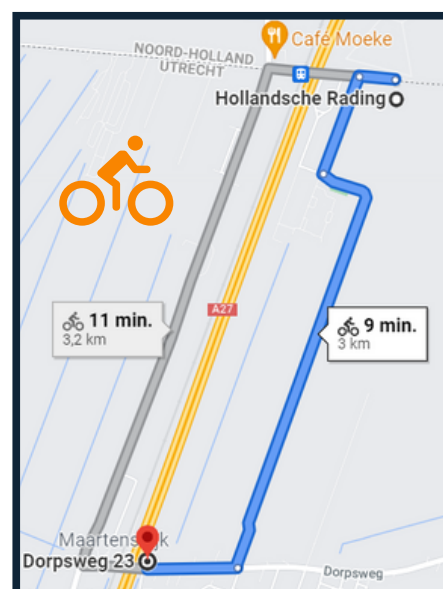 Café Moeke
NOORD-HOLLAND
UTRECHT
Hollandsche Rading
11 min.
3,2 km
A27
9 min.
3 km
Maartensdijk
Dorpsweg 23
Dorpsweg